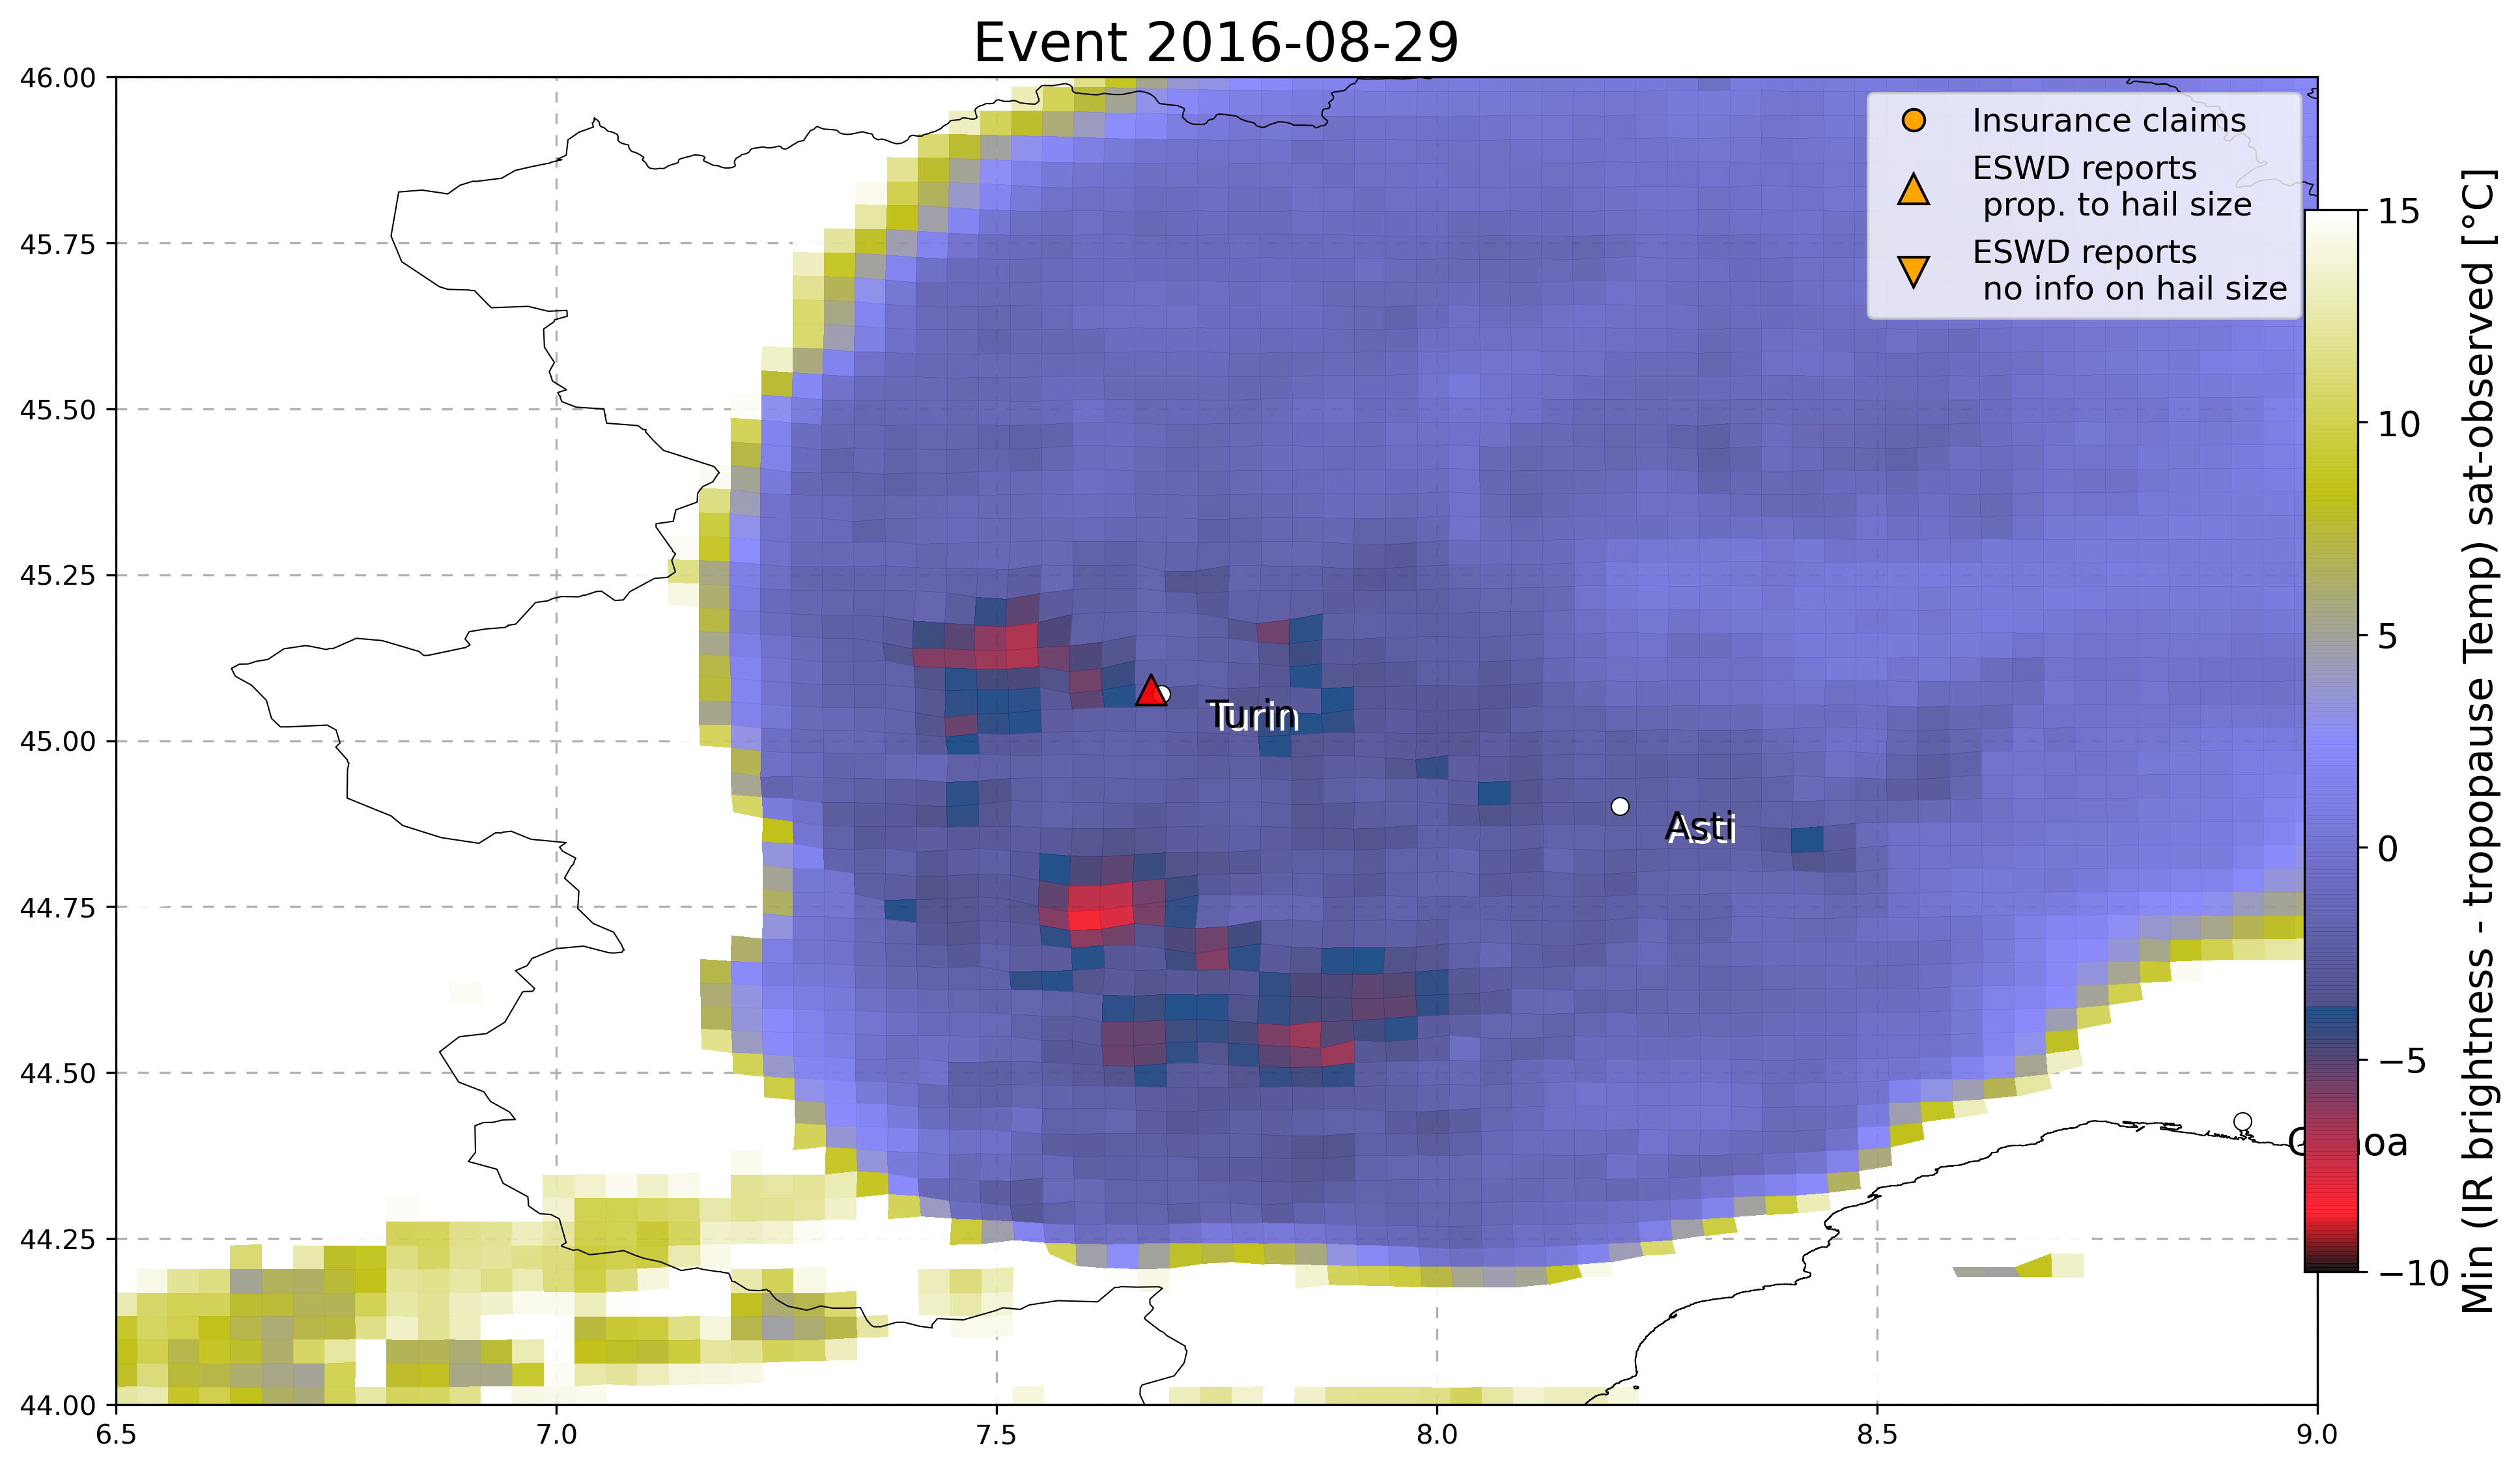 Event 2016-08-29
46.00
45.75
45.50
45.25
45.00
44.75
44.50
44.25
44.00
6.5
7.0
7.5
8.0
8.5
9.0
Insurance claims
ESWD reports
prop. to hail size
ESWD reports
no info on hail size
Turin
Asti
15
10
5
0
−5
−10
Min (IR brightness - tropopause Temp) sat-observed [°C]